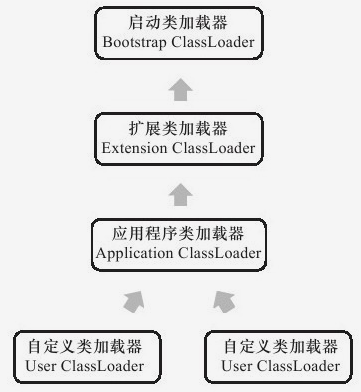 启动类加载器
Bootstrap ClassLoader
扩展类加载器
Extension ClassLoader
应用程序类加载器
Application ClassLoader
自定义类加载器
User ClassLoader
自定义类加载器
User ClassLoader